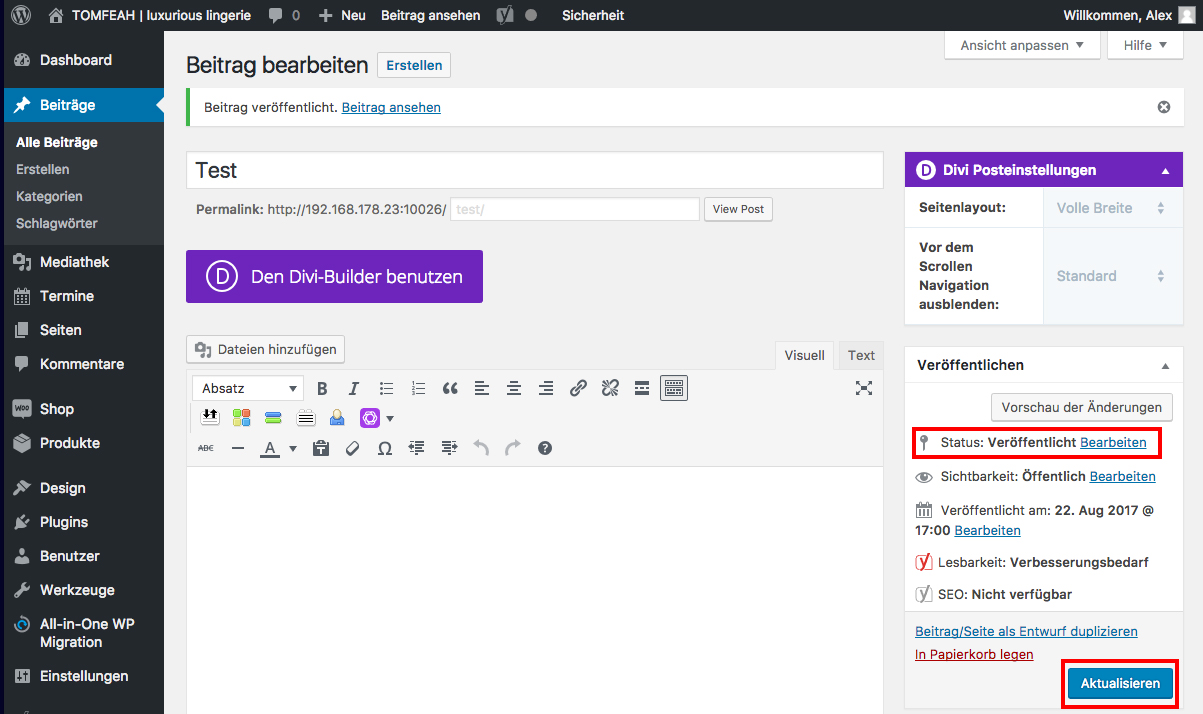 TOMFEAH | luxurious lingerie 0 Neu Beitrag ansehen Sicherheit Willkommen, Alex
Ansicht anpassen Hilfe
Dashboard
Beiträge
Alle Beiträge
Erstellen
Kategorien
Schlagwörter
Mediathek
Termine
Seiten
Kommentare
Shop
Produkte
Design
Plugins
Benutzer
Werkzeuge
All-in-One WP
Migration
Einstellungen
Beitrag bearbeiten Erstellen
Beitrag veröffentlicht. Beitrag ansehen
Test
Permalink: http://192.168.178.23:10026/ test/ View Post
D Den Divi-Builder benutzen
Dateien hinzufügen
Visuell Text
Absatz B I
ABC A Ω
D Divi Posteinstellungen
Seitenlayout: Volle Breite
Vor dem
Scrollen
Navigation
ausblenden:
Standard
Veröffentlichen
Vorschau der Änderungen
Status: Veröffentlicht Bearbeiten
Sichtbarkeit: Öffentlich Bearbeiten
Veröffentlicht am: 22. Aug 2017 @
17:00 Bearbeiten
Lesbarkeit: Verbesserungsbedarf
SEO: Nicht verfügbar
Beitrag/Seite als Entwurf duplizieren
In Papierkorb legen
Aktualisieren